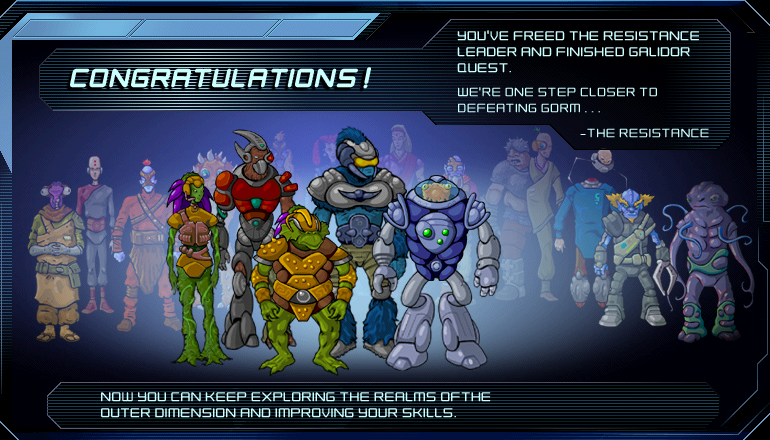 CONGRATULATIONS!
YOU'VE FREED THE RESISTANCE
LEADER AND FINISHED GALIDOR
QUEST.
WE'RE ONE STEP CLOSER TO
DEFEATING GORM . . .
-THE RESISTANCE
NOW YOU CAN KEEP EXPLORING THE REALMS OFTHE
OUTER DIMENSION AND IMPROVING YOUR SKILLS.